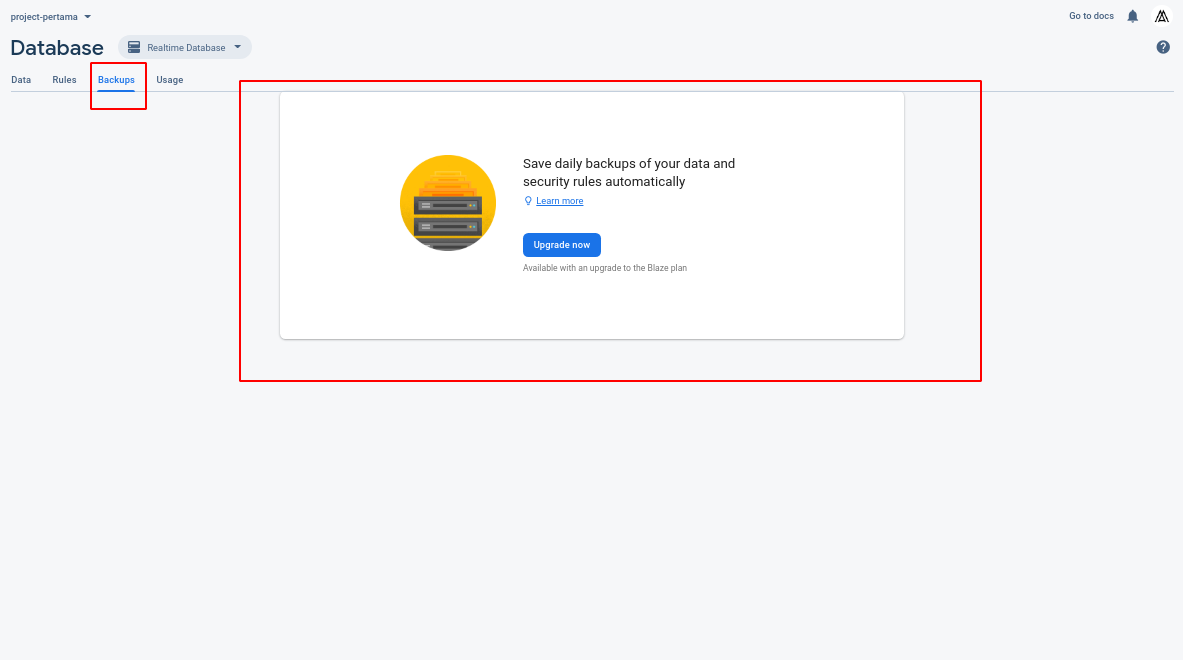 project-pertama
Go to docs
Database
Realtime Database
Data Rules Backups Usage
Save daily backups of your data and
security rules automatically
Learn more
Upgrade now
Available with an upgrade to the Blaze plan